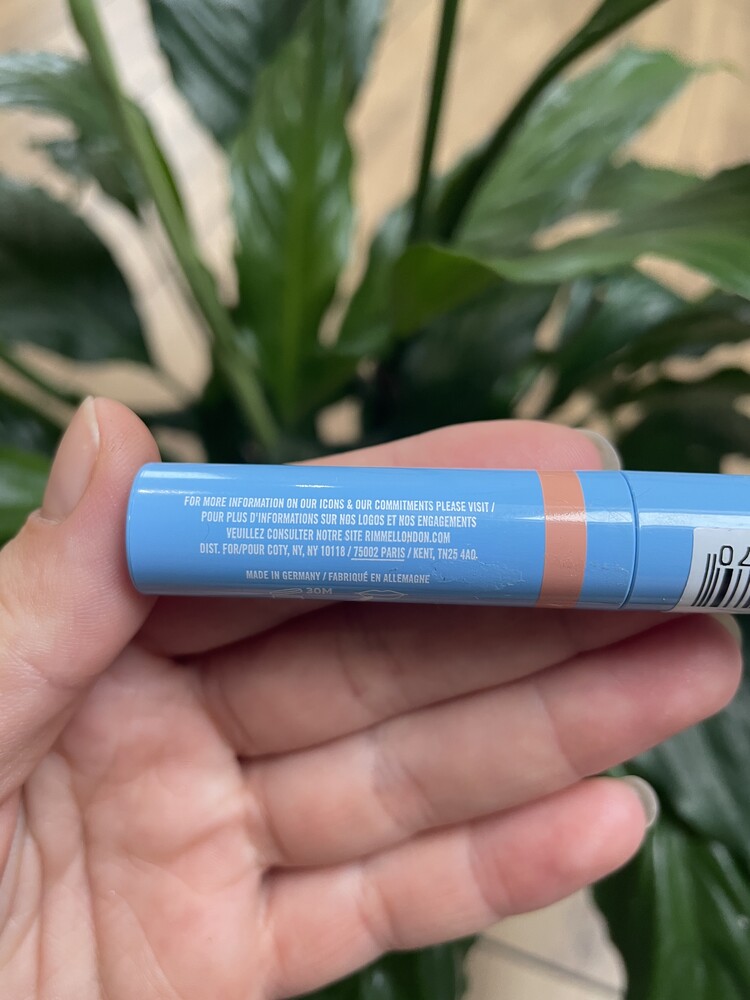 FOR MORE INFORMATION ON OUR ICONS & OUR COMMITMENTS PLEASE VISIT /
POUR PLUS D'INFORMATIONS SUR NOS LOGOS ET NOS ENGAGEMENTS
VEUILLEZ CONSULTER NOTRE SITE RIMMELLONDON.COM
DIST. FOR/POUR COTY, NY, NY 10118 / 75002 PARIS / KENT, TN25 4AQ.
MADE IN GERMANY / FABRIQUÉ EN ALLEMAGNE
30M
07